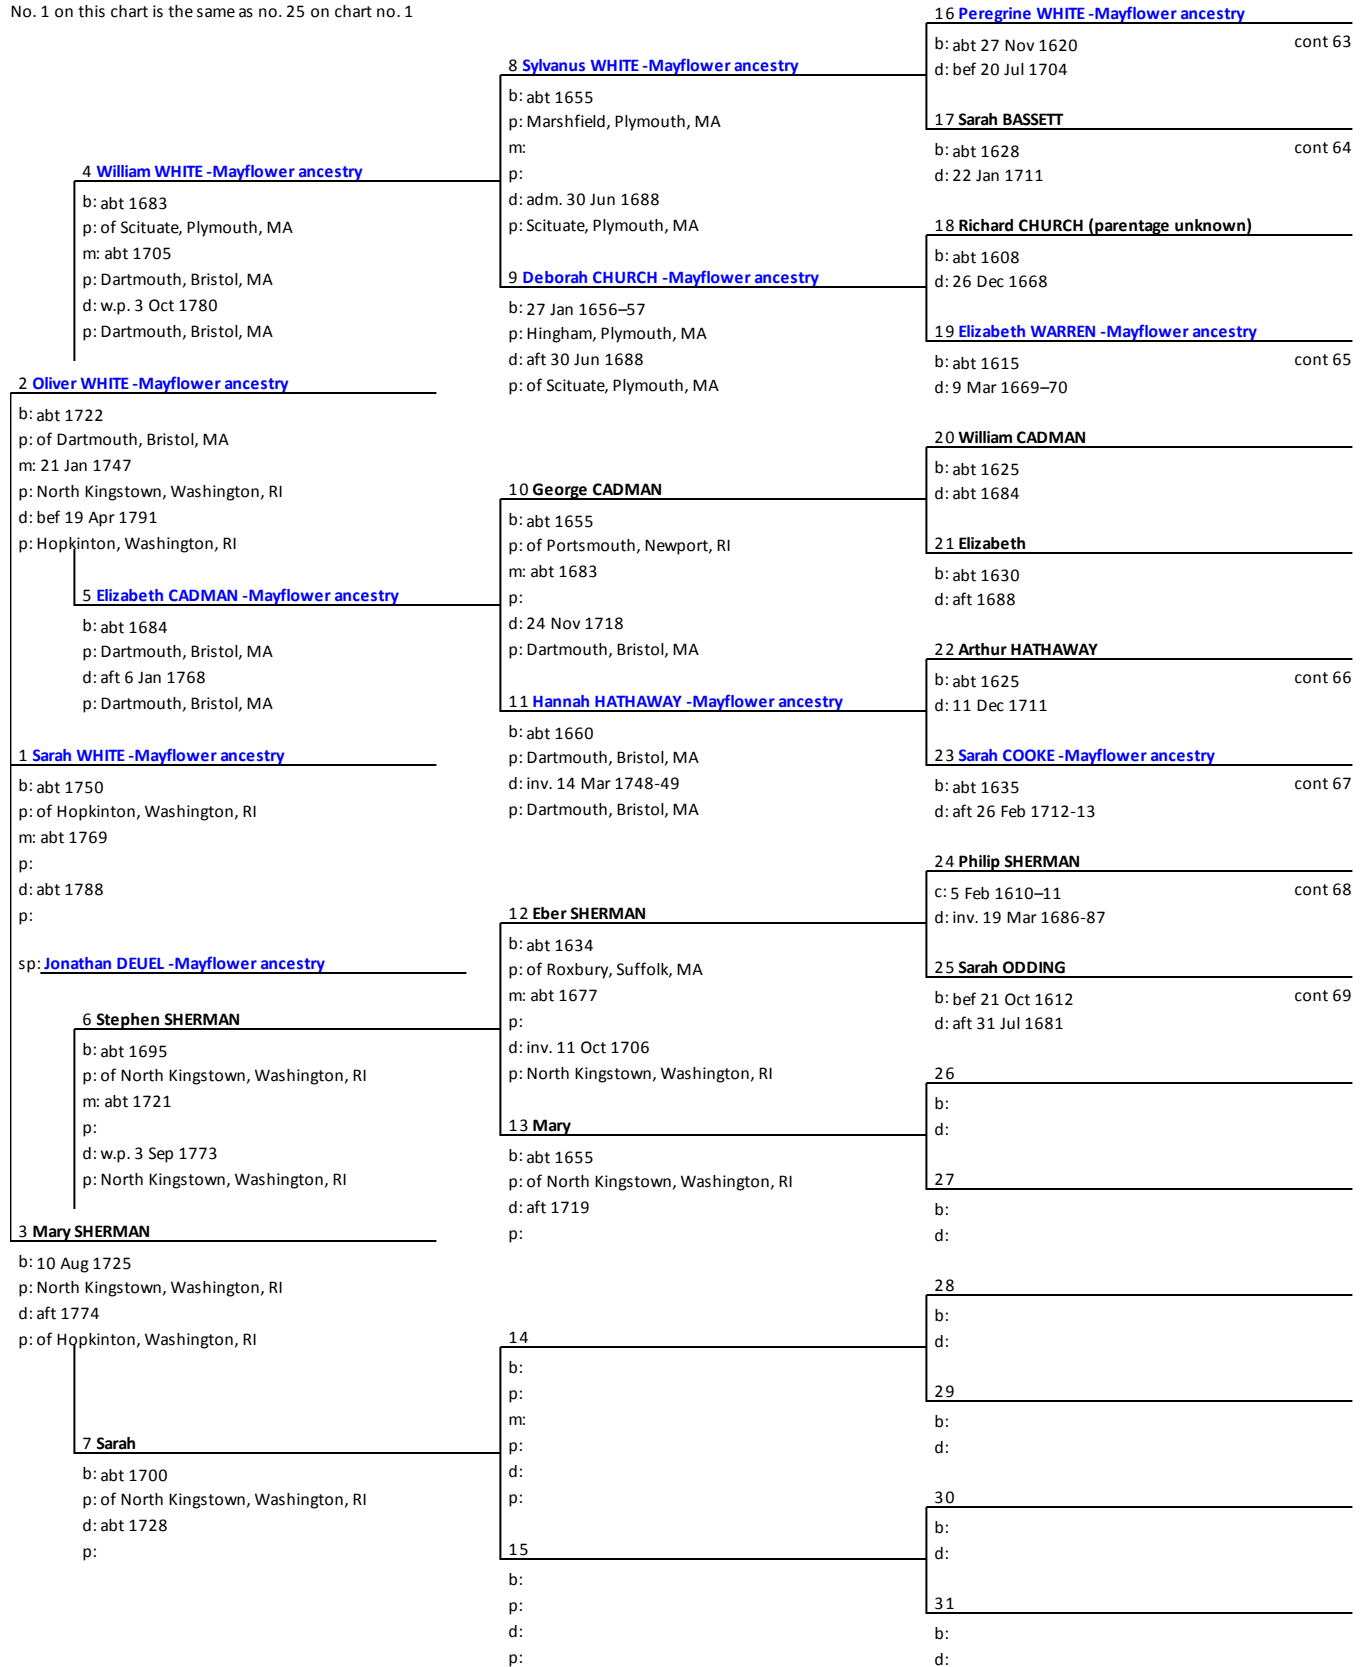 No. 1 on this chart is the same as no. 25 on chart no. 1
16 Peregrine WHITE -Mayflower ancestry
b: abt 27 Nov 1620 cont 63
d: bef 20 Jul 1704
8 Sylvanus WHITE -Mayflower ancestry
b: abt 1655
p: Marshfield, Plymouth, MA
m:
p:
d: adm. 30 Jun 1688
p: Scituate, Plymouth, MA
17 Sarah BASSETT
b: abt 1628 cont 64
d: 22 Jan 1711
4 William WHITE -Mayflower ancestry
b: abt 1683
p: of Scituate, Plymouth, MA
m: abt 1705
p: Dartmouth, Bristol, MA
d: w.p. 3 Oct 1780
p: Dartmouth, Bristol, MA
18 Richard CHURCH (parentage unknown)
b: abt 1608
d: 26 Dec 1668
9 Deborah CHURCH -Mayflower ancestry
b: 27 Jan 1656–57
p: Hingham, Plymouth, MA
d: aft 30 Jun 1688
p: of Scituate, Plymouth, MA
19 Elizabeth WARREN -Mayflower ancestry
b: abt 1615 cont 65
d: 9 Mar 1669–70
2 Oliver WHITE -Mayflower ancestry
b: abt 1722
p: of Dartmouth, Bristol, MA
m: 21 Jan 1747
p: North Kingstown, Washington, RI
d: bef 19 Apr 1791
p: Hopkinton, Washington, RI
20 William CADMAN
b: abt 1625
d: abt 1684
10 George CADMAN
b: abt 1655
p: of Portsmouth, Newport, RI
m: abt 1683
p:
d: 24 Nov 1718
p: Dartmouth, Bristol, MA
21 Elizabeth
b: abt 1630
d: aft 1688
5 Elizabeth CADMAN -Mayflower ancestry
b: abt 1684
p: Dartmouth, Bristol, MA
d: aft 6 Jan 1768
p: Dartmouth, Bristol, MA
22 Arthur HATHAWAY
b: abt 1625 cont 66
d: 11 Dec 1711
11 Hannah HATHAWAY -Mayflower ancestry
b: abt 1660
p: Dartmouth, Bristol, MA
d: inv. 14 Mar 1748-49
p: Dartmouth, Bristol, MA
23 Sarah COOKE -Mayflower ancestry
b: abt 1635 cont 67
d: aft 26 Feb 1712-13
1 Sarah WHITE -Mayflower ancestry
b: abt 1750
p: of Hopkinton, Washington, RI
m: abt 1769
p:
d: abt 1788
p:
sp: Jonathan DEUEL -Mayflower ancestry
24 Philip SHERMAN
c: 5 Feb 1610–11 cont 68
d: inv. 19 Mar 1686-87
12 Eber SHERMAN
b: abt 1634
p: of Roxbury, Suffolk, MA
m: abt 1677
p:
d: inv. 11 Oct 1706
p: North Kingstown, Washington, RI
25 Sarah ODDING
b: bef 21 Oct 1612 cont 69
d: aft 31 Jul 1681
6 Stephen SHERMAN
b: abt 1695
p: of North Kingstown, Washington, RI
m: abt 1721
p:
d: w.p. 3 Sep 1773
p: North Kingstown, Washington, RI
26
b:
d:
13 Mary
b: abt 1655
p: of North Kingstown, Washington, RI
d: aft 1719
p:
27
b:
d:
3 Mary SHERMAN
b: 10 Aug 1725
p: North Kingstown, Washington, RI
d: aft 1774
p: of Hopkinton, Washington, RI
28
b:
d:
14
b:
p:
m:
p:
d:
p:
29
b:
d:
7 Sarah
b: abt 1700
p: of North Kingstown, Washington, RI
d: abt 1728
p:
30
b:
d:
15
b:
p:
d:
p:
31
b:
d: